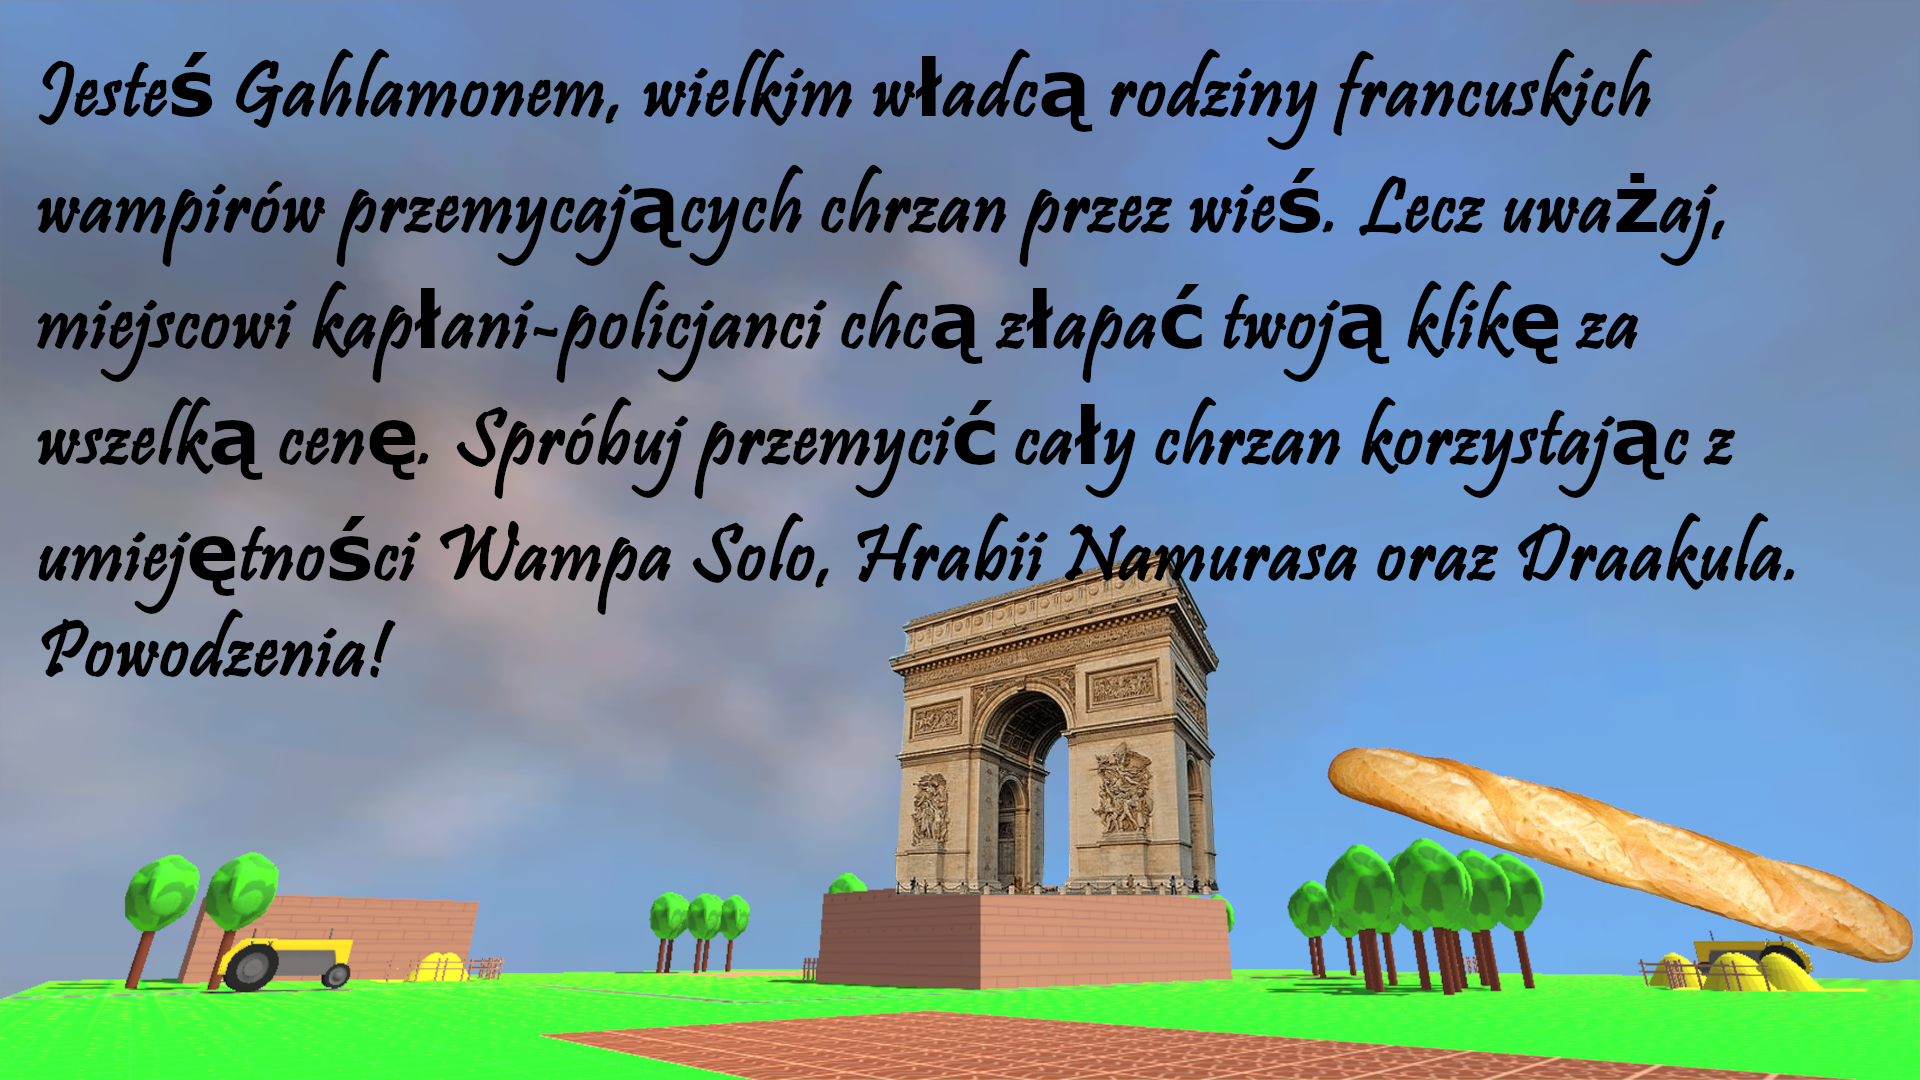 Jesteś Gahlamonem, wielkim władcą rodziny francuskich
wampirów przemycających chrzan przez wieś. Lecz uważaj,
miejscowi kapłani-policjanci chcą złapać twoją klikę za
wszelką cenę. Spróbuj przemycić cały chrzan korzystając z
umiejętności Wampa Solo, Hrabii Namurasa oraz Draakula.
Powodzenia!